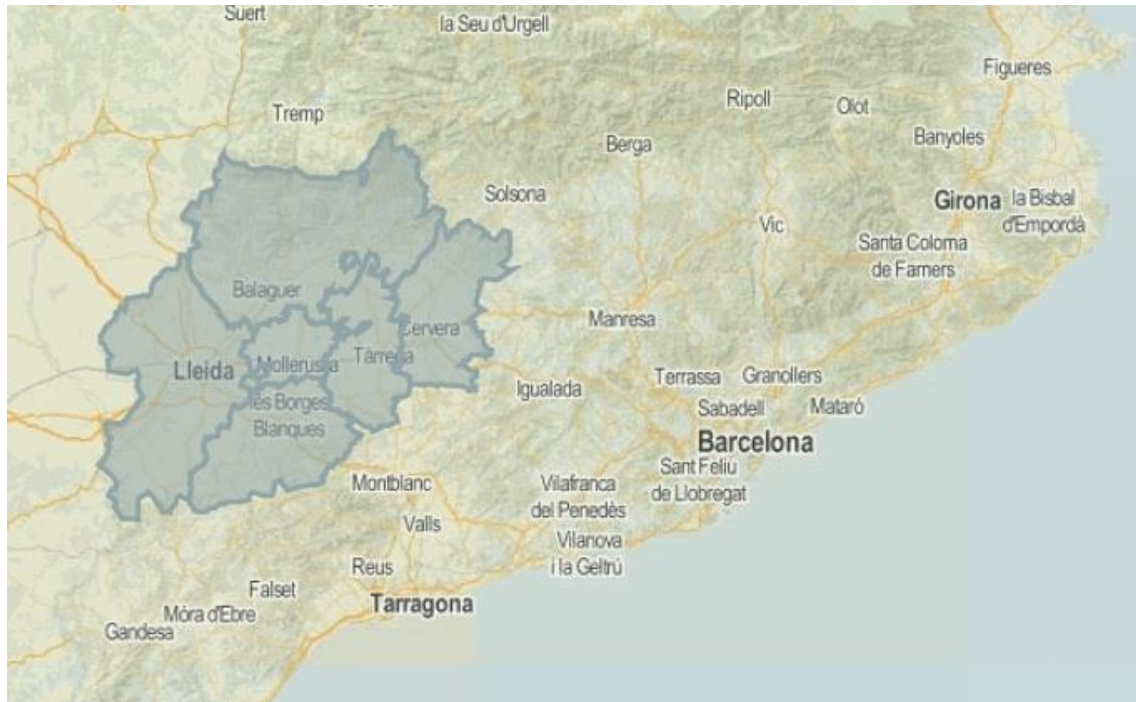 Suert
la Seu d'Urgell
Figueres
Tremp
Ripoll
Olot
Berga
Banyoles
Solsona
Girona
la Bisbal
d'Empordà
Vic
Santa Coloma
de Farners
Balaguer
Manresa
Cervera
Tàrrega
Mollerussa
Lleida
Igualada
Terrassa
Granollers
Sabadell
Mataró
les Borges
Blanques
Barcelona
Sant Feliu
de Llobregat
Montblanc
Vilafranca
del Penedès
Valls
Vilanova
i la Geltrú
Reus
Falset
Tarragona
Móra d'Ebre
Gandesa